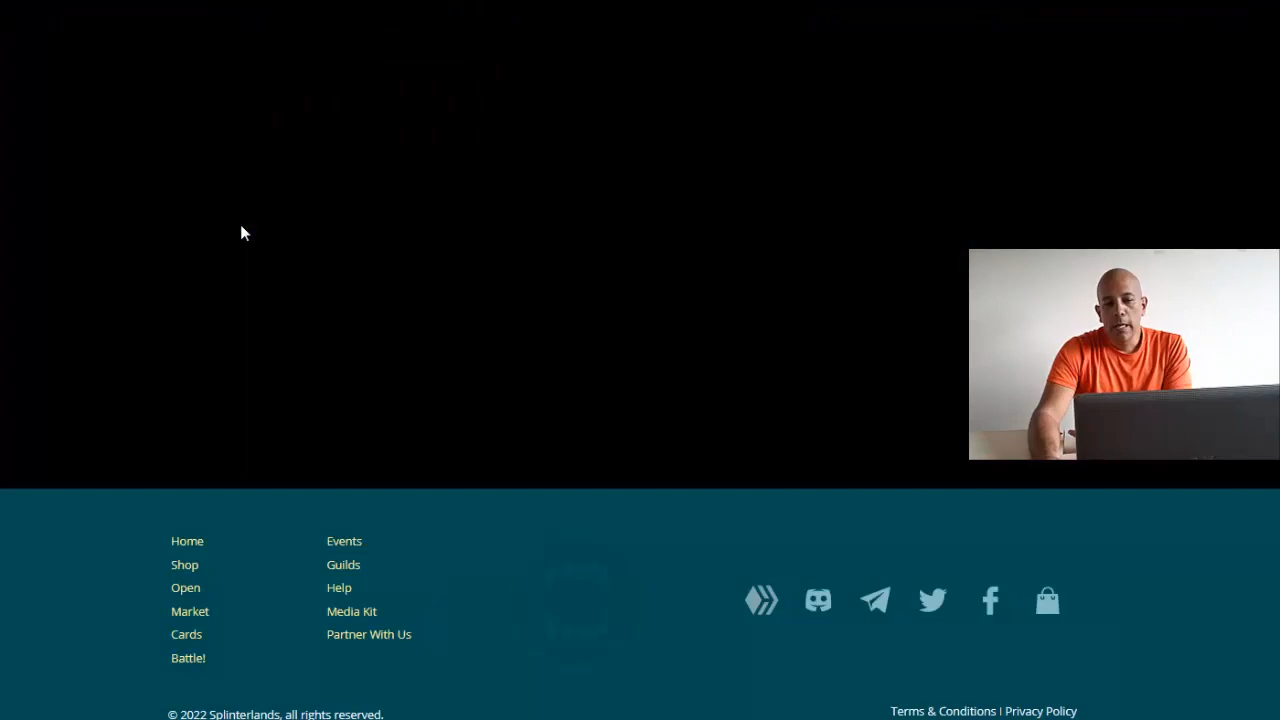 Home
Events
Shop
Guilds
Open
Help
Market
Media Kit
Cards
Partner With Us
Battle!
© 2022 Splinterlands, all rights reserved.
Terms & Conditions | Privacy Policy